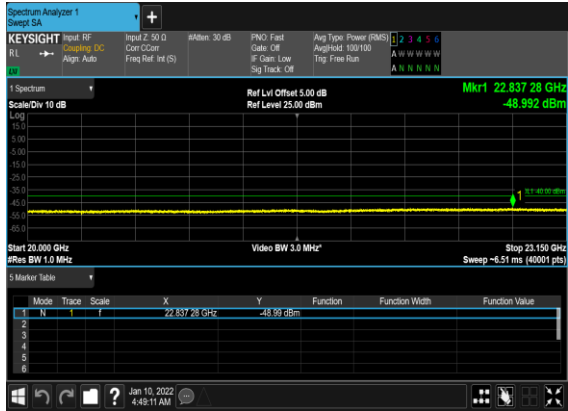 Spectrum Analyzer 1
Swept SA
KEYSIGHT Input: RF Input Z: 50 Ω #Atten: 30 dB PNO: Fast Avg Type: Power (RMS) 1 2 3 4 5 6
RL Coupling: DC Corr CCorr Gate: Off Avg|Hold: 100/100 A W W W W W
Align: Auto Freq Ref: Int (S) IF Gain: Low Trig: Free Run
Sig Track: Off A N N N N N
1 Spectrum Ref Lvl Offset 5.00 dB Mkr1 22.837 28 GHz
Scale/Div 10 dB Ref Level 25.00 dBm -48.992 dBm
Log
15.0
5.00
-5.00
-15.0
-25.0
-35.0
-45.0
-55.0
-65.0
1
Start 20.000 GHz Video BW 3.0 MHz* Stop 23.150 GHz
#Res BW 1.0 MHz Sweep ~6.51 ms (40001 pts)
5 Marker Table
Mode Trace Scale X Y Function Function Width Function Value
1 N 1 f 22.837 28 GHz -48.99 dBm
2
3
4
5
6
? Jan 10, 2022
4:49:11 AM